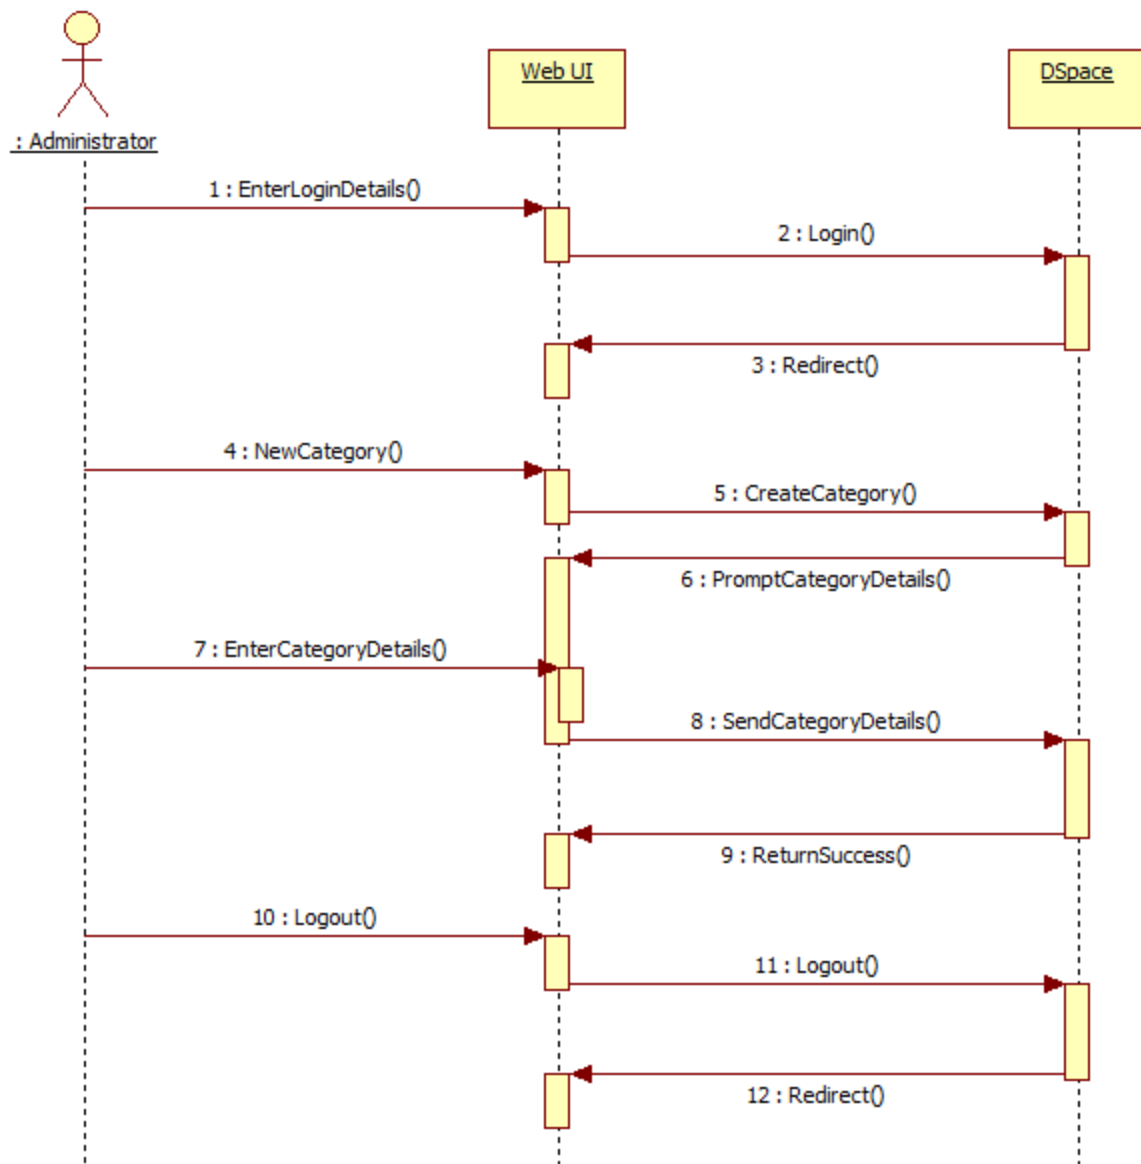 Web UI
DSpace
: Administrator
1 : EnterLoginDetails()
2 : Login()
3 : Redirect()
4 : NewCategory()
5 : CreateCategory()
6 : PromptCategoryDetails()
7 : EnterCategoryDetails()
8 : SendCategoryDetails()
9 : ReturnSuccess()
10 : Logout()
11 : Logout()
12 : Redirect()